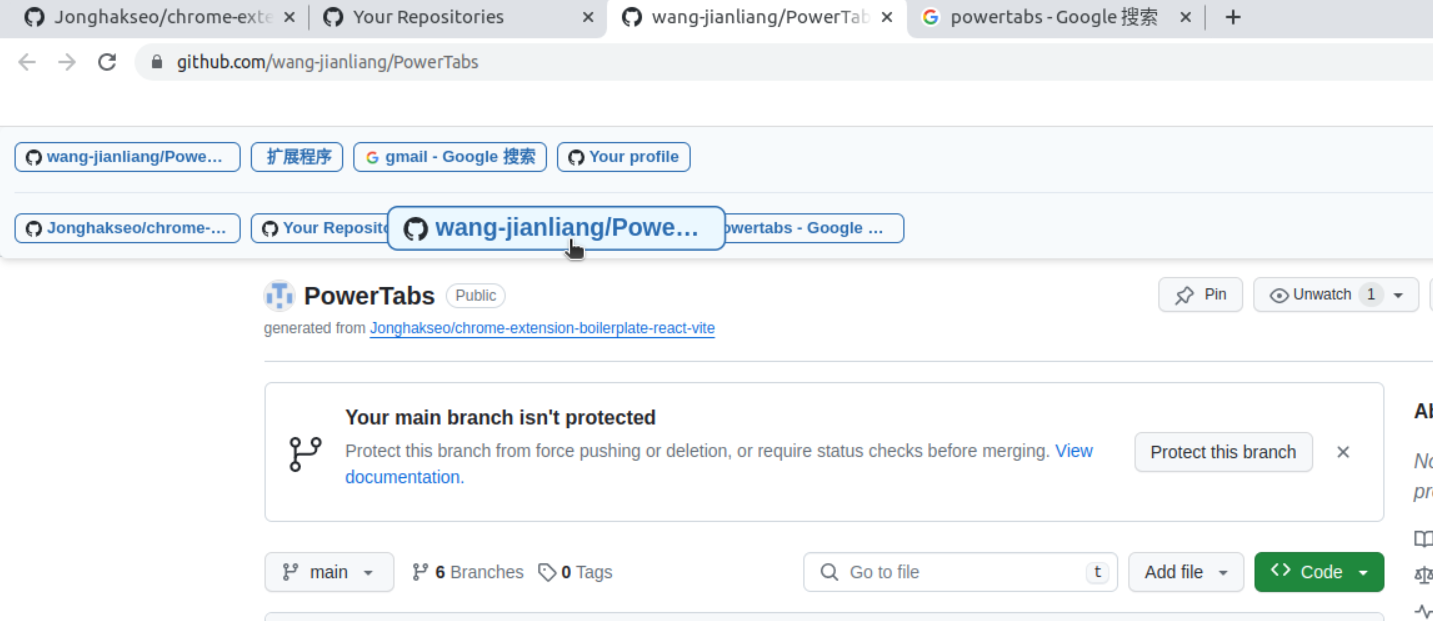 Jonghakseo/chrome-exte Your Repositories wang-jianliang/PowerTab powertabs - Google 搜索
github.com/wang-jianliang/PowerTabs
wang-jianliang/Powe… 扩展程序 gmail - Google 搜索 Your profile
Jonghakseo/chrome-… Your Reposit wang-jianliang/Powe… owertabs - Google …
PowerTabs Public Pin Unwatch 1
generated from Jonghakseo/chrome-extension-boilerplate-react-vite
Your main branch isn't protected
Protect this branch from force pushing or deletion, or require status checks before merging. View
documentation.
Protect this branch
Ab
No
pr
main 6 Branches 0 Tags Go to file t Add file Code